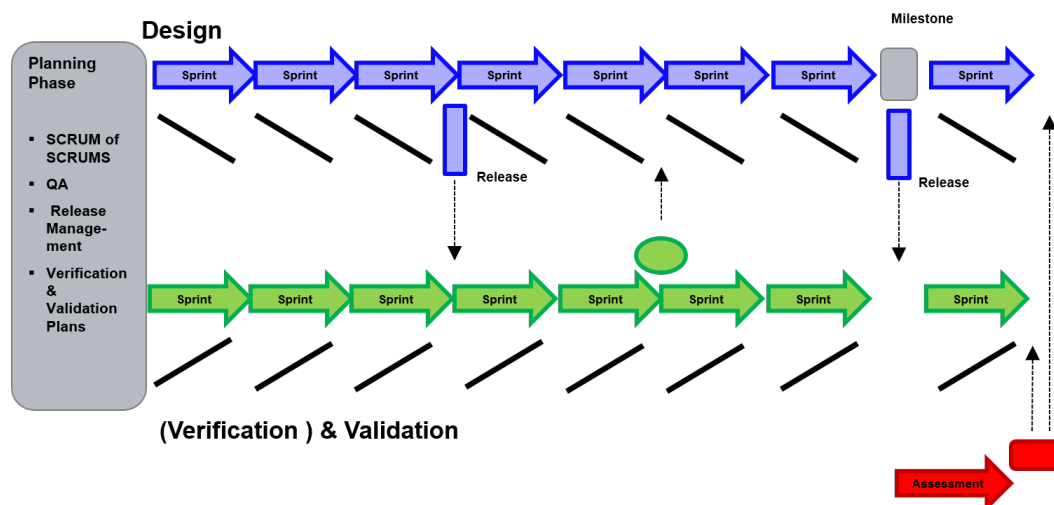 Design
Milestone
Planning
Phase
▪ SCRUM of
SCRUMS
▪ QA
▪ Release
Manage-
ment
▪ Verification
&
Validation
Plans
Sprint Sprint Sprint Sprint Sprint Sprint Sprint Sprint
Release Release
Sprint Sprint Sprint Sprint Sprint Sprint Sprint Sprint
(Verification ) & Validation
Assessment